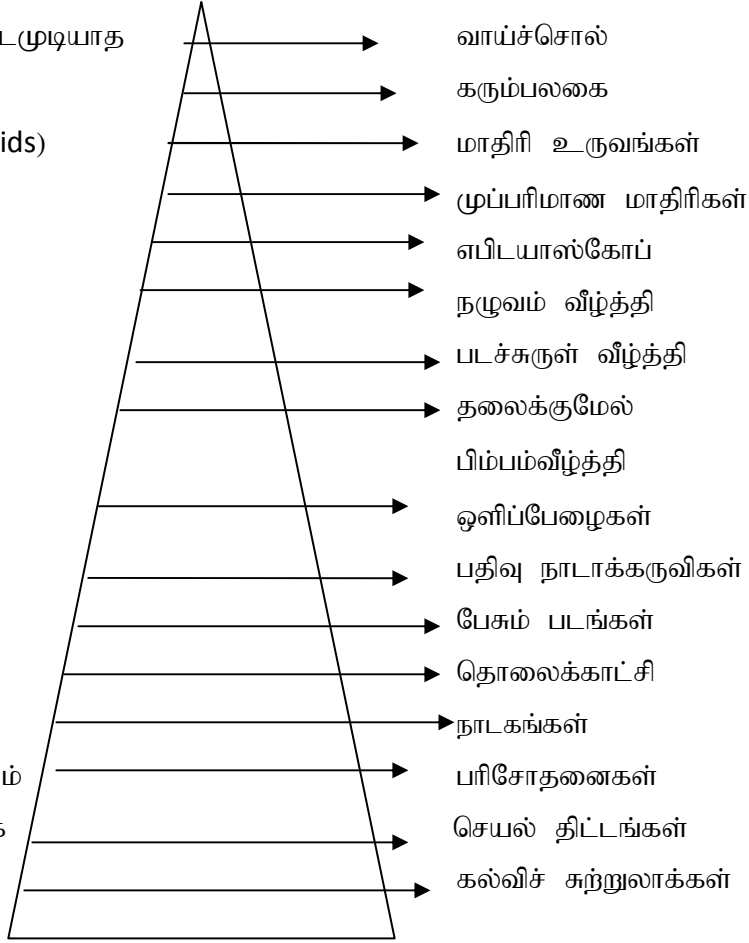 டமுடியாத
வாய்ச்சொல்
கரும்பலகை
ids)
மாதிரி உருவங்கள்
முப்பரிமாண மாதிரிகள்
எபிடயாஸ்கோப்
நழுவம் வீழ்த்தி
படச்சுருள் வீழ்த்தி
தலைக்குமேல்
பிம்பம்வீழ்த்தி
ஒளிப்பேழைகள்
பதிவு நாடாக்கருவிகள்
பேசும் படங்கள்
தொலைக்காட்சி
நாடகங்கள்
ம்
பரிசோதனைகள்
செயல் திட்டங்கள்
கல்விச் சுற்றுலாக்கள்